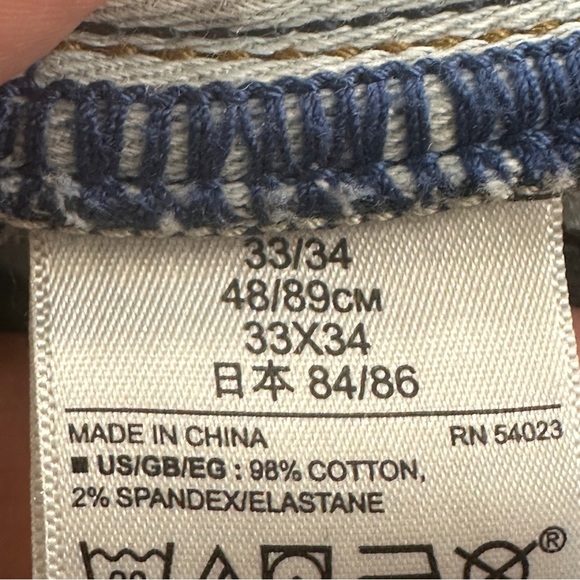 33/34
48/89CM
33X34
日本 84/86
MADE IN CHINA RN 54023
■ US/GB/EG : 98% COTTON,
2% SPANDEX/ELASTANE
®